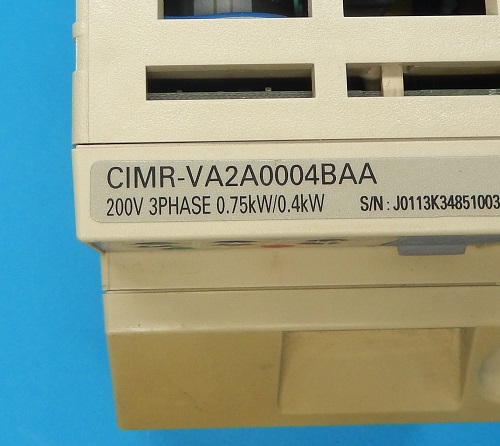 CIMR-VA2A0004BAA
200V 3PHASE 0.75kW/0.4kW S/N : J0113K34851003